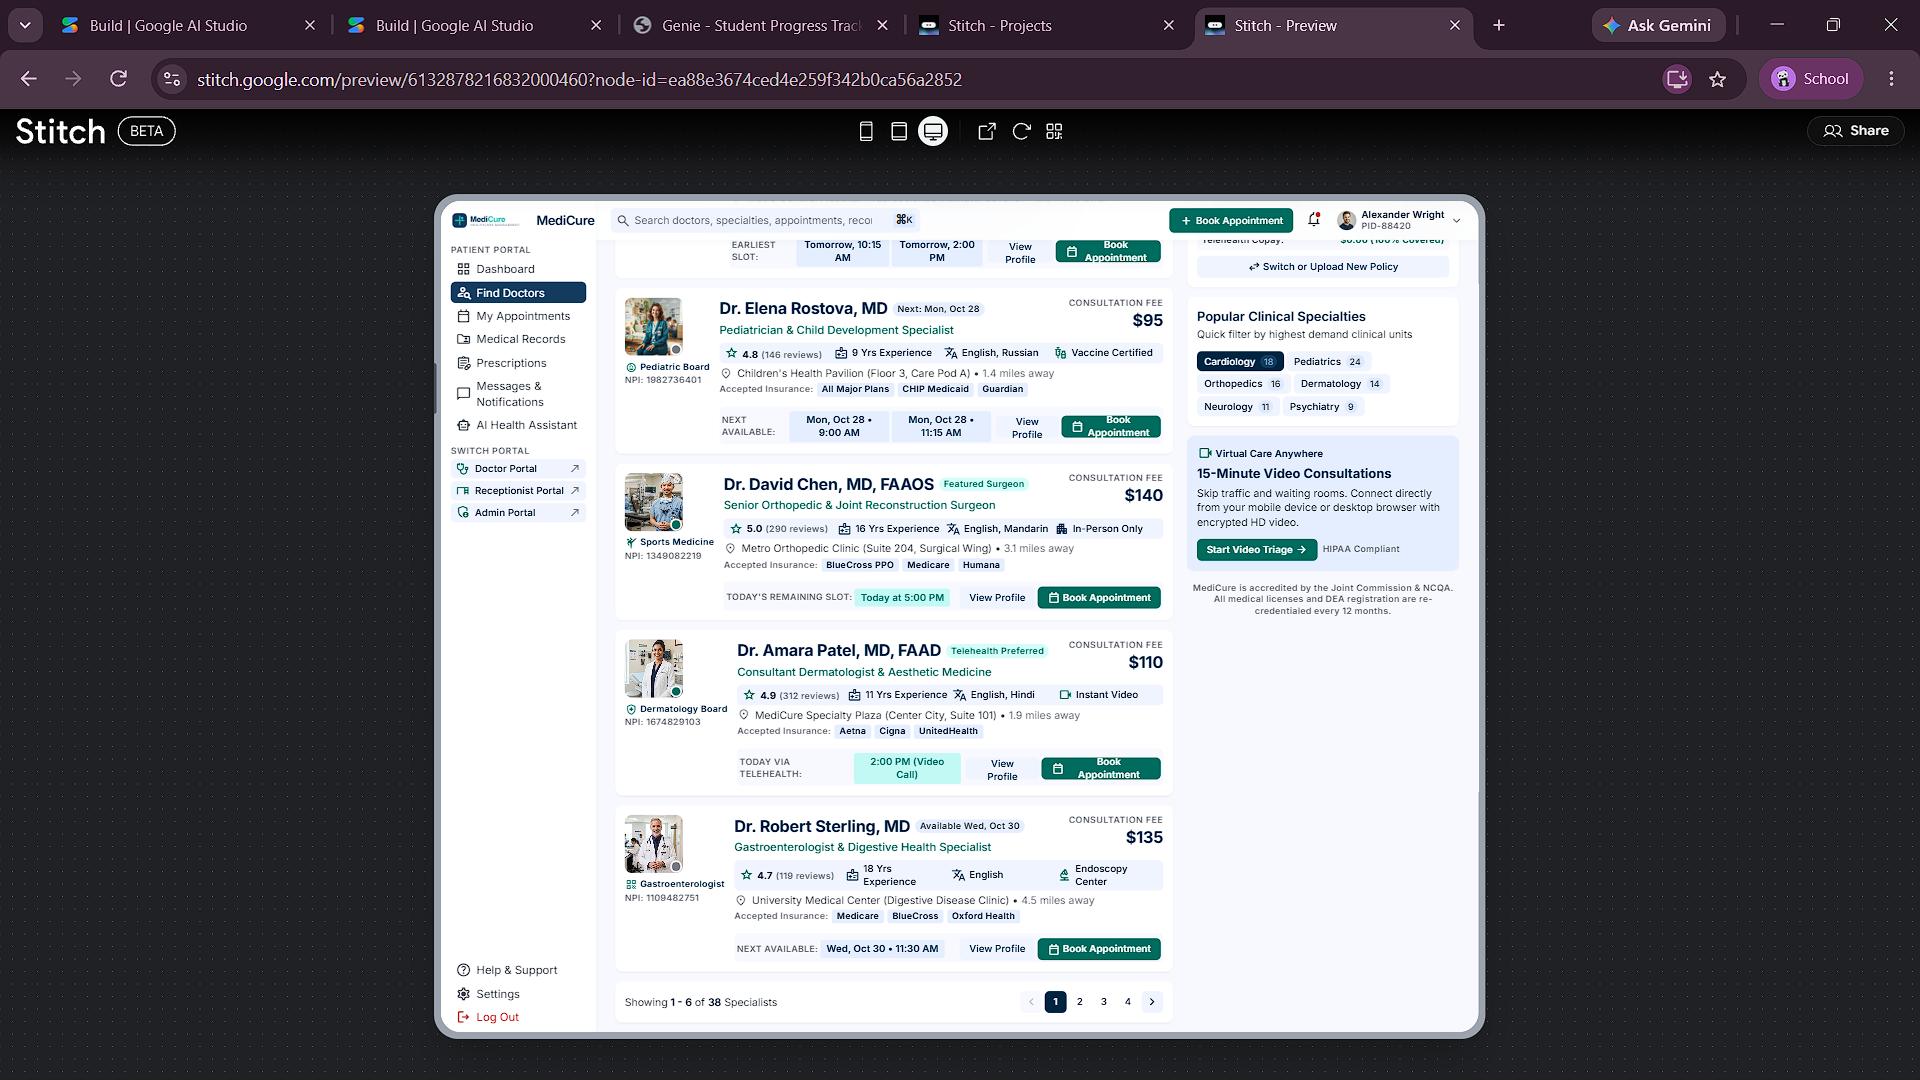 Build | Google AI Studio
Build | Google AI Studio
Genie - Student Progress Track
Stitch - Projects
Stitch - Preview
Ask Gemini
stitch.google.com/preview/6132878216832000460?node-id=ea88e3674ced4e259f342b0ca56a2852
School
Stitch
BETA
Share
MediCure
MediCure
Search doctors, specialties, appointments, recor
⌘K
+ Book Appointment
Alexander Wright
PID-88420
PATIENT PORTAL
Dashboard
Find Doctors
My Appointments
Medical Records
Prescriptions
Messages &
Notifications
AI Health Assistant
SWITCH PORTAL
Doctor Portal
Receptionist Portal
Admin Portal
Help & Support
Settings
Log Out
EARLIEST
SLOT:
Tomorrow, 10:15
AM
Tomorrow, 2:00
PM
View
Profile
Book
Appointment
Dr. Elena Rostova, MD
Next: Mon, Oct 28
CONSULTATION FEE
$95
Pediatrician & Child Development Specialist
4.8 (146 reviews)
9 Yrs Experience
English, Russian
Vaccine Certified
Pediatric Board
NPI: 1982736401
Children's Health Pavilion (Floor 3, Care Pod A) • 1.4 miles away
Accepted Insurance:
All Major Plans
CHIP Medicaid
Guardian
NEXT
AVAILABLE:
Mon, Oct 28 •
9:00 AM
Mon, Oct 28 •
11:15 AM
View
Profile
Book
Appointment
Dr. David Chen, MD, FAAOS
Featured Surgeon
CONSULTATION FEE
$140
Senior Orthopedic & Joint Reconstruction Surgeon
5.0 (290 reviews)
16 Yrs Experience
English, Mandarin
In-Person Only
Sports Medicine
NPI: 1349082219
Metro Orthopedic Clinic (Suite 204, Surgical Wing) • 3.1 miles away
Accepted Insurance:
BlueCross PPO
Medicare
Humana
TODAY'S REMAINING SLOT:
Today at 5:00 PM
View Profile
Book Appointment
Dr. Amara Patel, MD, FAAD
Telehealth Preferred
CONSULTATION FEE
$110
Consultant Dermatologist & Aesthetic Medicine
4.9 (312 reviews)
11 Yrs Experience
English, Hindi
Instant Video
Dermatology Board
NPI: 1674829103
MediCure Specialty Plaza (Center City, Suite 101) • 1.9 miles away
Accepted Insurance:
Aetna
Cigna
UnitedHealth
TODAY VIA
TELEHEALTH:
2:00 PM (Video
Call)
View
Profile
Book
Appointment
Dr. Robert Sterling, MD
Available Wed, Oct 30
CONSULTATION FEE
$135
Gastroenterologist & Digestive Health Specialist
4.7 (119 reviews)
18 Yrs
Experience
English
Endoscopy
Center
Gastroenterologist
NPI: 1109482751
University Medical Center (Digestive Disease Clinic) • 4.5 miles away
Accepted Insurance:
Medicare
BlueCross
Oxford Health
NEXT AVAILABLE:
Wed, Oct 30 • 11:30 AM
View Profile
Book Appointment
Showing 1 - 6 of 38 Specialists
1
2
3
4
Telehealth Copay:
$0.00 (100% Covered)
Switch or Upload New Policy
Popular Clinical Specialties
Quick filter by highest demand clinical units
Cardiology 18
Pediatrics 24
Orthopedics 16
Dermatology 14
Neurology 11
Psychiatry 9
Virtual Care Anywhere
15-Minute Video Consultations
Skip traffic and waiting rooms. Connect directly
from your mobile device or desktop browser with
encrypted HD video.
Start Video Triage →
HIPAA Compliant
MediCure is accredited by the Joint Commission & NCQA.
All medical licenses and DEA registration are re-
credentialed every 12 months.